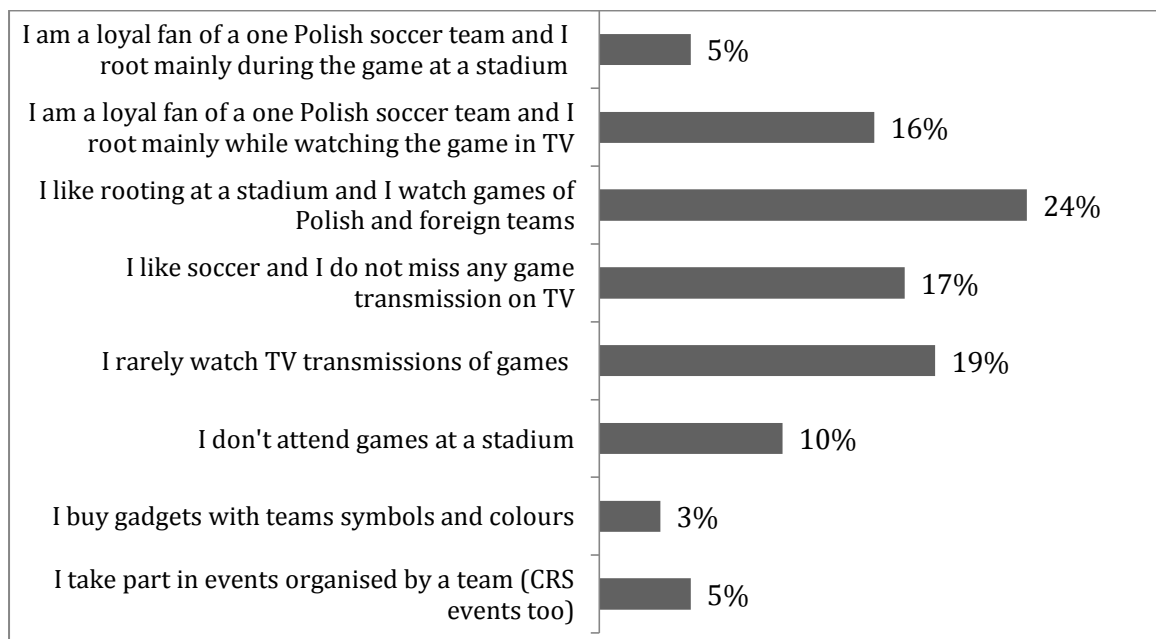 I am a loyal fan of a one Polish soccer team and I
root mainly during the game at a stadium
5%
I am a loyal fan of a one Polish soccer team and I
root mainly while watching the game in TV
16%
I like rooting at a stadium and I watch games of
Polish and foreign teams
24%
I like soccer and I do not miss any game
transmission on TV
17%
I rarely watch TV transmissions of games
19%
I don't attend games at a stadium
10%
I buy gadgets with teams symbols and colours
3%
I take part in events organised by a team (CRS
events too)
5%